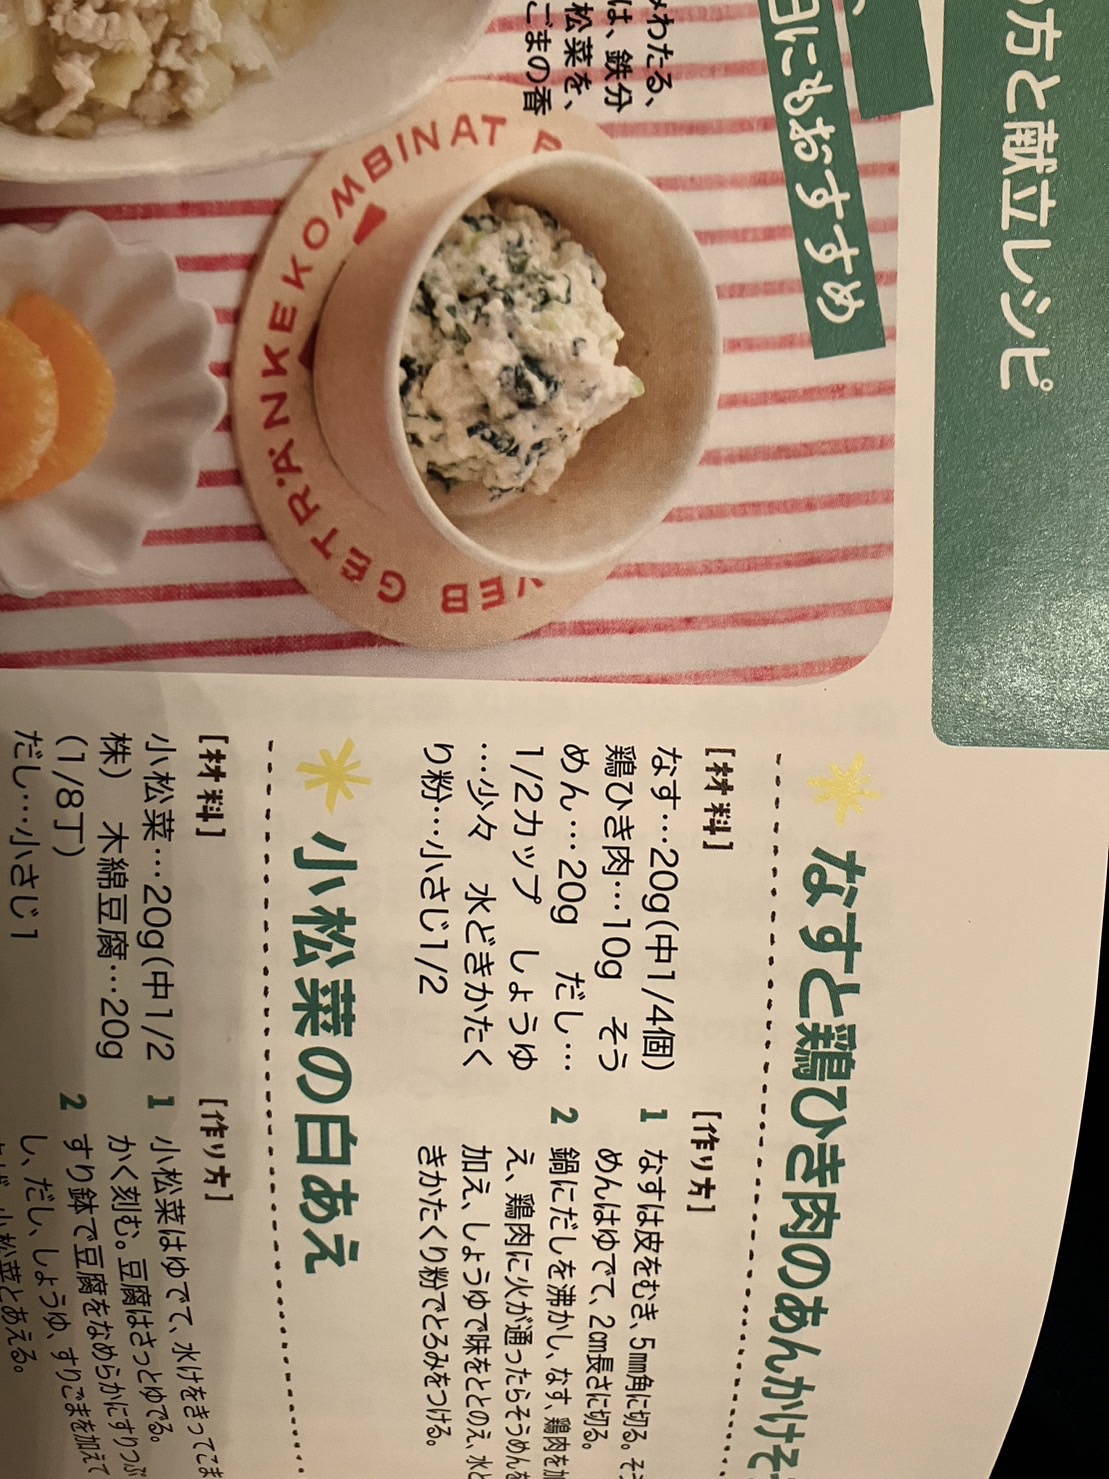 方と献立レシピ
日にもおすすめ
わたる、
は、鉄分
松菜を、
ごまの香
VEB GETRÄNKEKOMBINAT
なすと鶏ひき肉のあんかけそ
[材料]
なす…20g(中1/4個)
鶏ひき肉…10g そう
めん…20g だし…
1/2カップ しょうゆ
…少々 水どきかたく
り粉…小さじ1/2
[作り方]
1 なすは皮をむき、5㎜角に切る。そ
めんはゆでて、2㎝長さに切る。
2 鍋にだしを沸かし、なす、鶏肉を加
え、鶏肉に火が通ったらそうめんを
加え、しょうゆで味をととのえ、水ど
きかたくり粉でとろみをつける。
小松菜の白あえ
[材料]
小松菜…20g(中1/2
株) 木綿豆腐…20g
(1/8丁)
だし…小さじ1
[作り方]
1 小松菜はゆでて、水けをきってこま
かく刻む。豆腐はさっとゆでる。
2 すり鉢で豆腐をなめらかにすりつぶ
し、だし、しょうゆ、すりごまを加えて
小松菜とあえる。